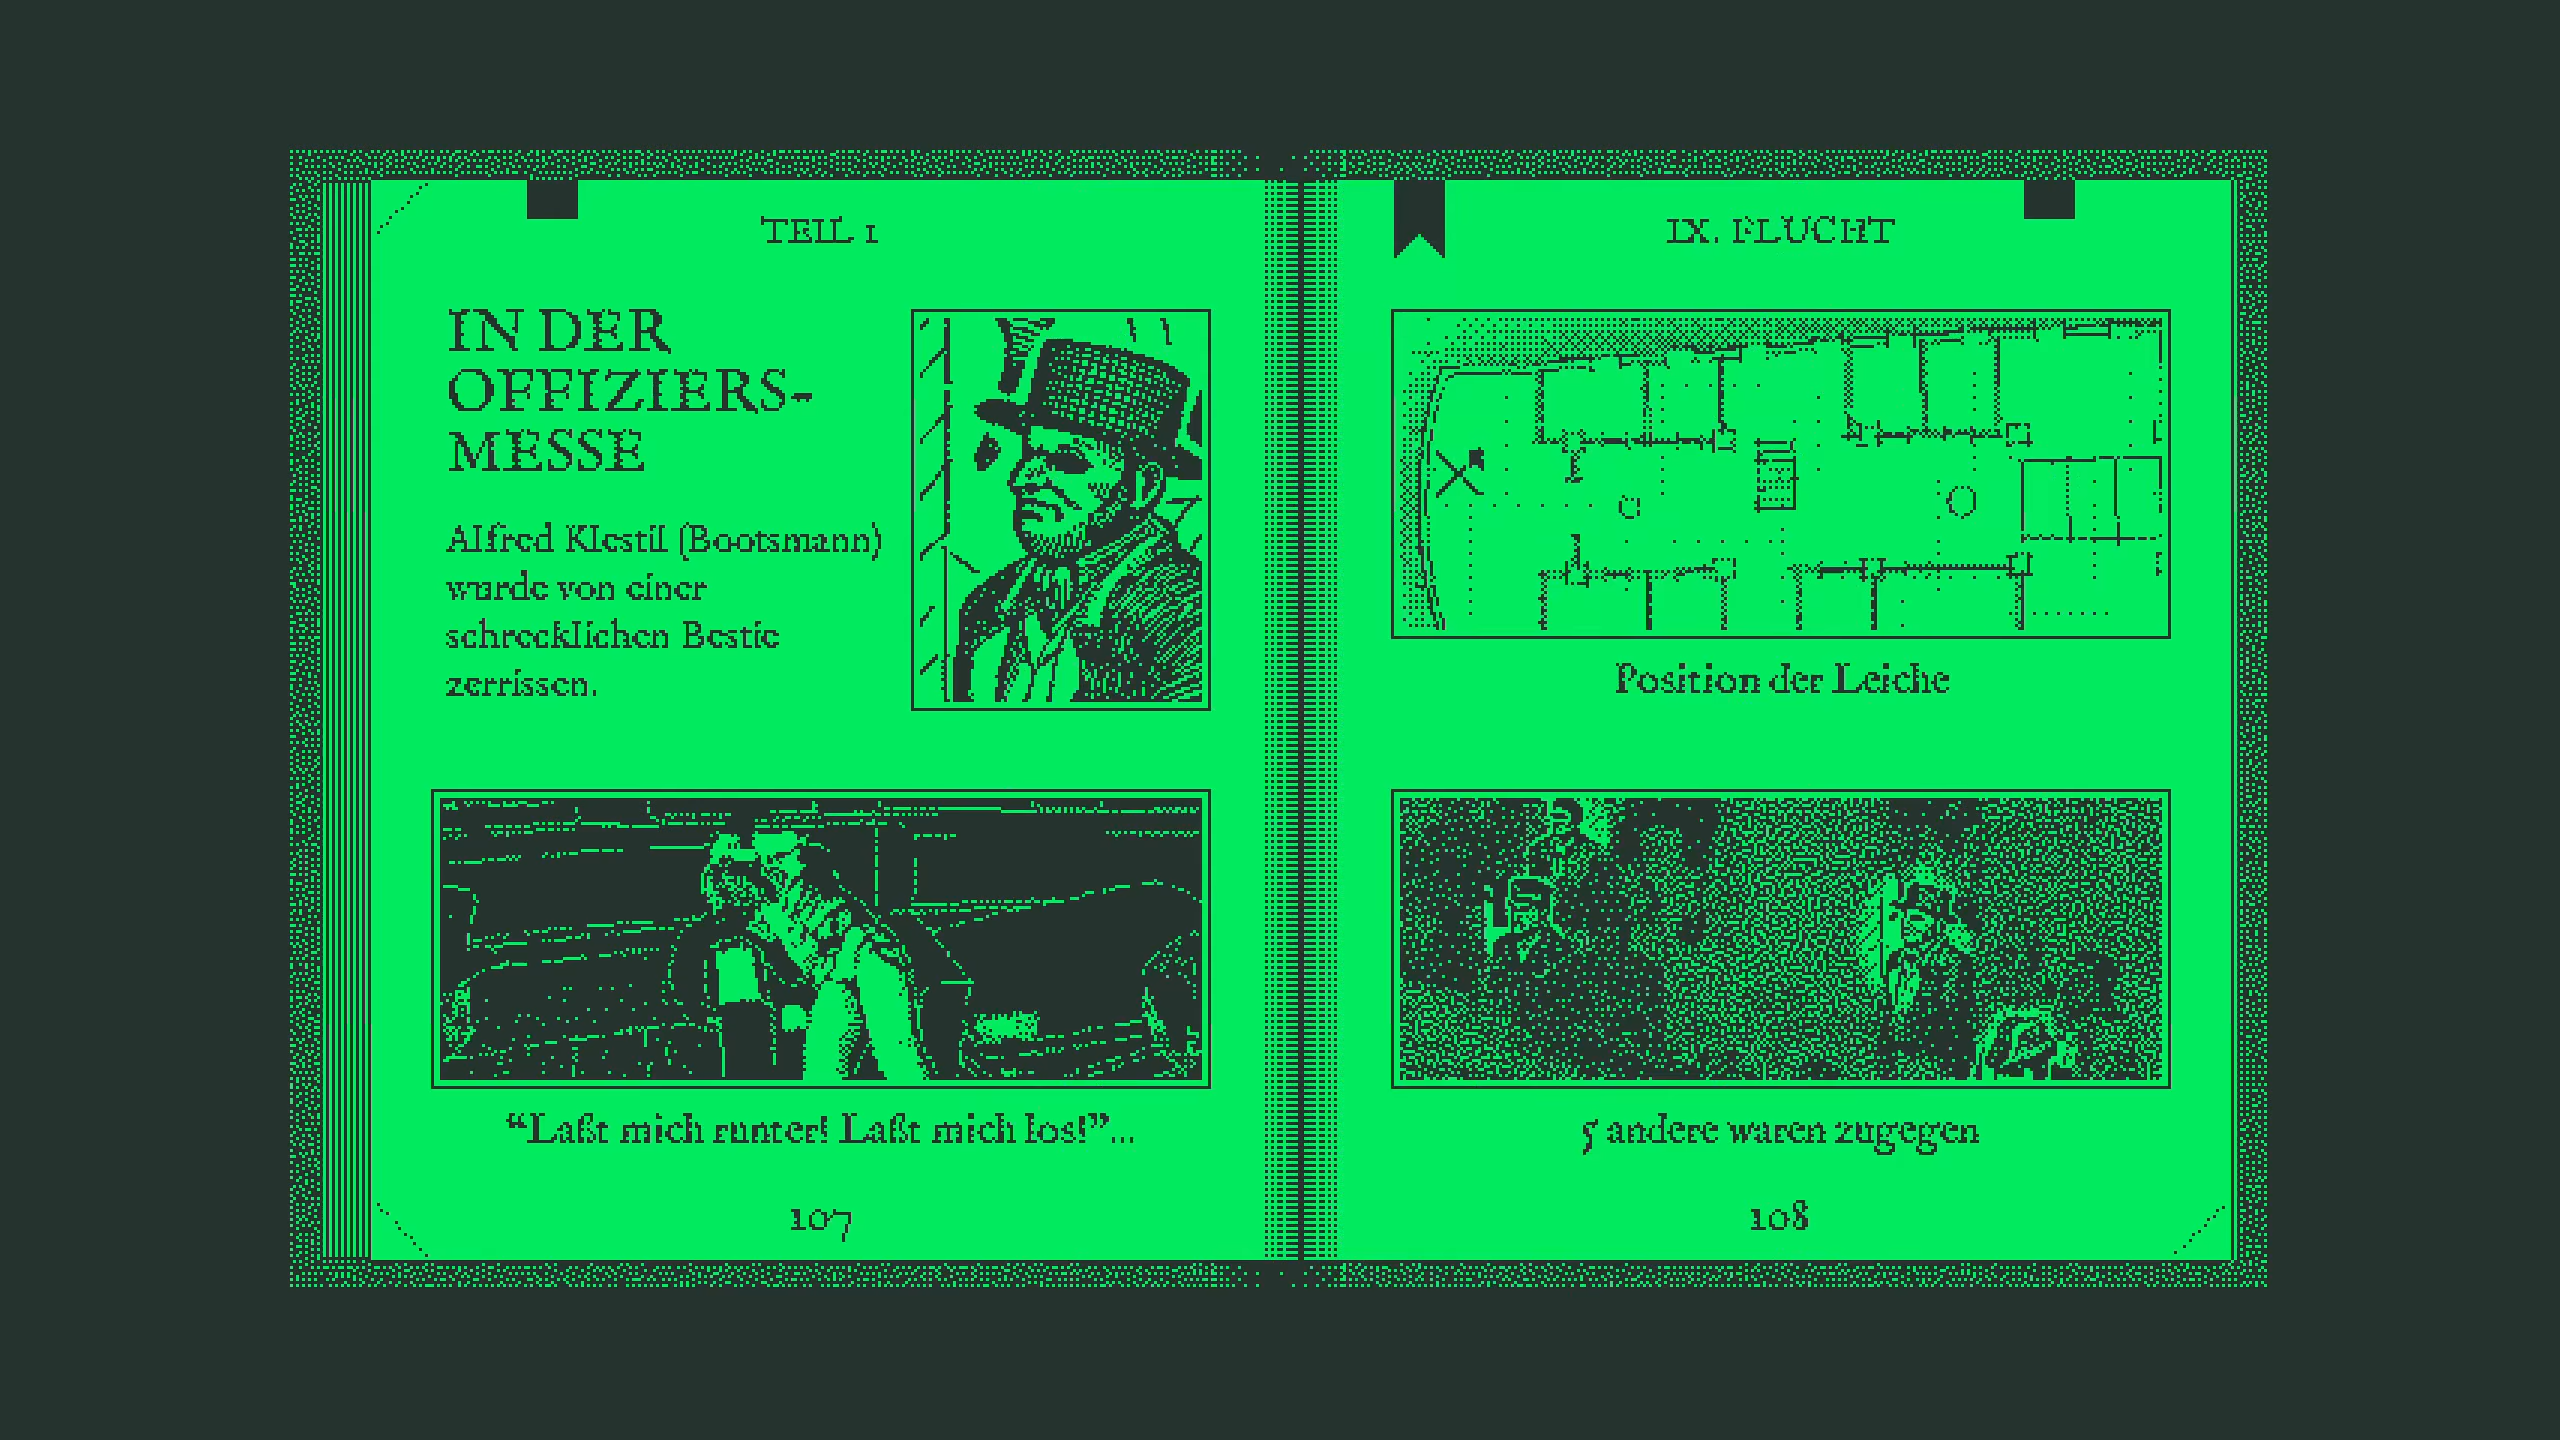 TEIL 1
IN DER
OFFIZIERS-
MESSE
Alfred Klestil (Bootsmann)
wurde von einer
schrecklichen Bestie
zerrissen.
“Laßt mich runter! Laßt mich los!”...
107
IX. FLUCHT
Position der Leiche
5 andere waren zugegen
108